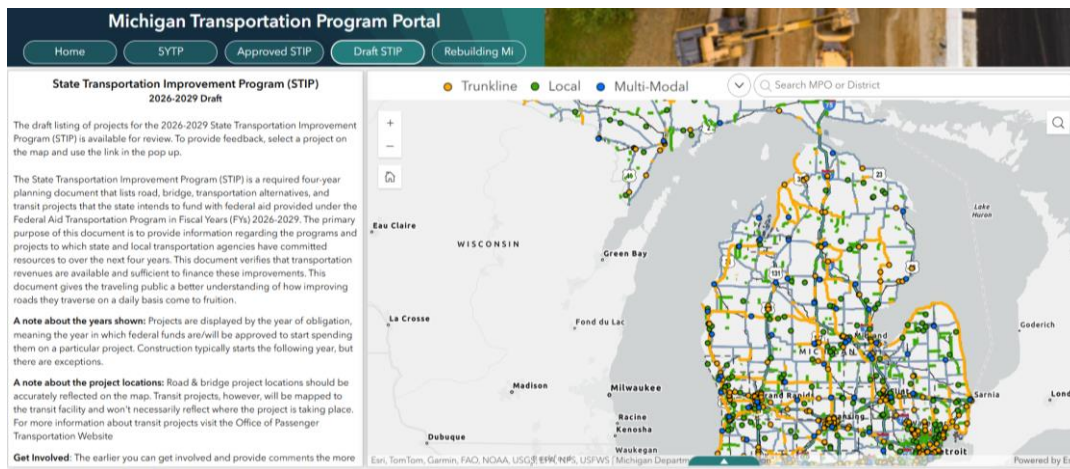 Michigan Transportation Program Portal
Home
5YTP
Approved STIP
Draft STIP
Rebuilding Mi
State Transportation Improvement Program (STIP)
2026-2029 Draft
The draft listing of projects for the 2026-2029 State Transportation Improvement
Program (STIP) is available for review. To provide feedback, select a project on
the map and use the link in the pop up.
The State Transportation Improvement Program (STIP) is a required four-year
planning document that lists road, bridge, transportation alternatives, and
transit projects that the state intends to fund with federal aid provided under the
Federal Aid Transportation Program in Fiscal Years (FYs) 2026-2029. The primary
purpose of this document is to provide information regarding the programs and
projects to which state and local transportation agencies have committed
resources to over the next four years. This document verifies that transportation
revenues are available and sufficient to finance these improvements. This
document gives the traveling public a better understanding of how improving
roads they traverse on a daily basis come to fruition.
A note about the years shown: Projects are displayed by the year of obligation,
meaning the year in which federal funds are/will be approved to start spending
them on a particular project. Construction typically starts the following year, but
there are exceptions.
A note about the project locations: Road & bridge project locations should be
accurately reflected on the map. Transit projects, however, will be mapped to
the transit facility and won't necessarily reflect where the project is taking place.
For more information about transit projects visit the Office of Passenger
Transportation Website
Get Involved: The earlier you can get involved and provide comments the more
Trunkline
Local
Multi-Modal
Search MPO or District
+
−
2
46
23
Lake
Huron
Eau Claire
WISCONSIN
Green Bay
131
La Crosse
Fond du Lac
Goderich
Midland
Madison
Milwaukee
Grand Rapids
Sarnia
Racine
Kenosha
Dubuque
Waukegan
Detroit
Esri, TomTom, Garmin, FAO, NOAA, USGS, EPA, NPS, USFWS | Michigan Departm
Powered by Es